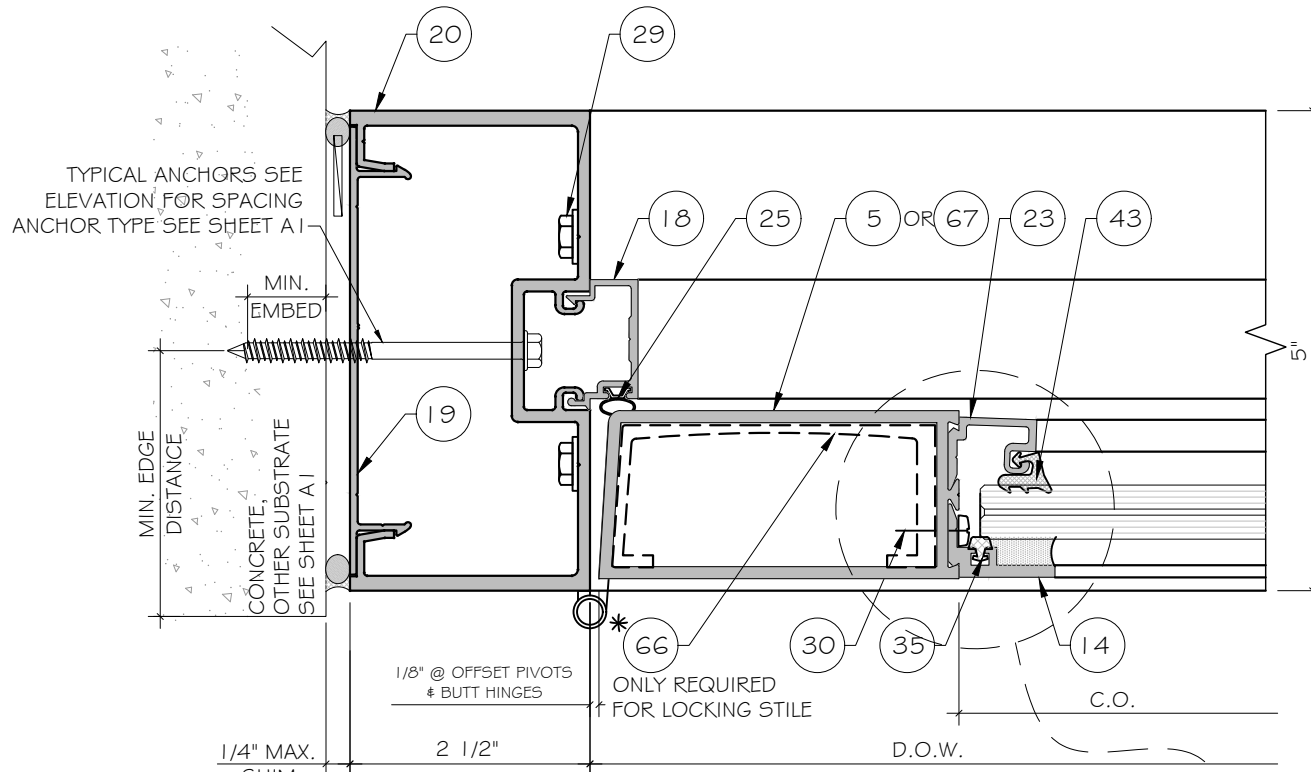 20
29
TYPICAL ANCHORS SEE
ELEVATION FOR SPACING
ANCHOR TYPE SEE SHEET A1
18
25
5 OR 67
23
43
MIN.
EMBED
5"
19
MIN. EDGE
DISTANCE
CONCRETE,
OTHER SUBSTRATE
SEE SHEET A1
*
66
30
35
14
1/8" @ OFFSET PIVOTS
& BUTT HINGES
ONLY REQUIRED
FOR LOCKING STILE
C.O.
1/4" MAX.
SHIM
2 1/2"
D.O.W.